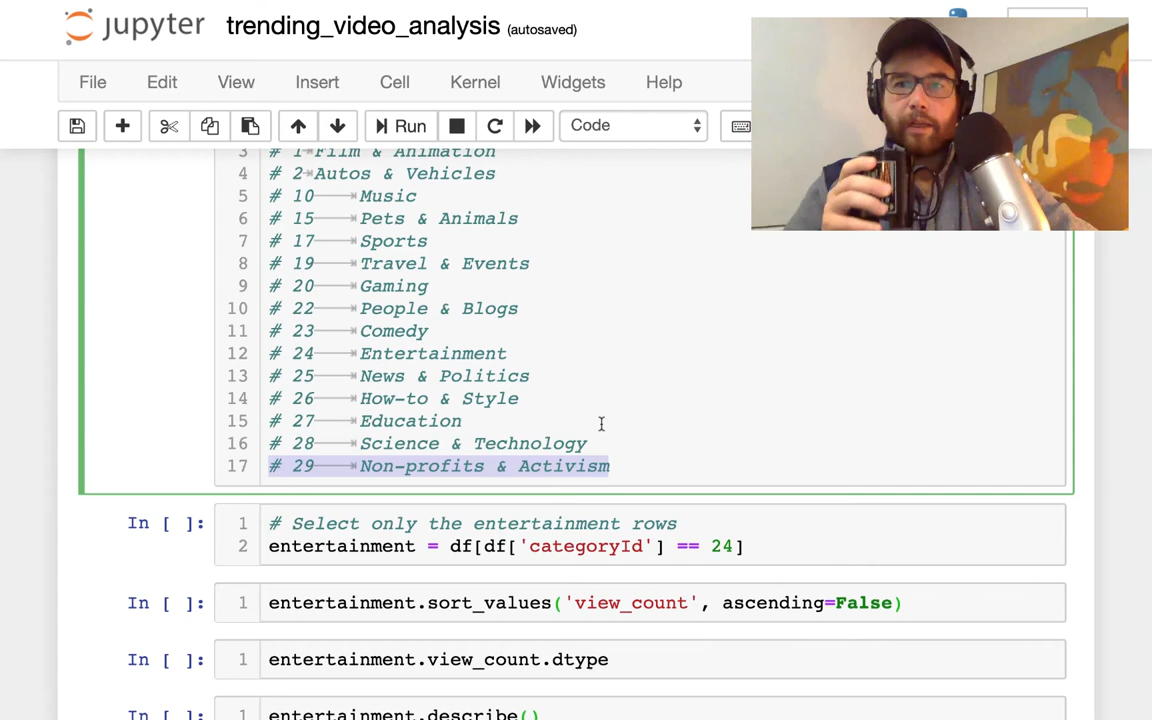 jupyter trending_video_analysis (autosaved)
File Edit View Insert Cell Kernel Widgets Help
Run Code
3 # 1 Film & Animation
4 # 2 Autos & Vehicles
5 # 10 Music
6 # 15 Pets & Animals
7 # 17 Sports
8 # 19 Travel & Events
9 # 20 Gaming
10 # 22 People & Blogs
11 # 23 Comedy
12 # 24 Entertainment
13 # 25 News & Politics
14 # 26 How-to & Style
15 # 27 Education
16 # 28 Science & Technology
17 # 29 Non-profits & Activism
In [ ]: 1 # Select only the entertainment rows
2 entertainment = df[df['categoryId'] == 24]
In [ ]: 1 entertainment.sort_values('view_count', ascending=False)
In [ ]: 1 entertainment.view_count.dtype
In [ ]: 1 entertainment.describe()